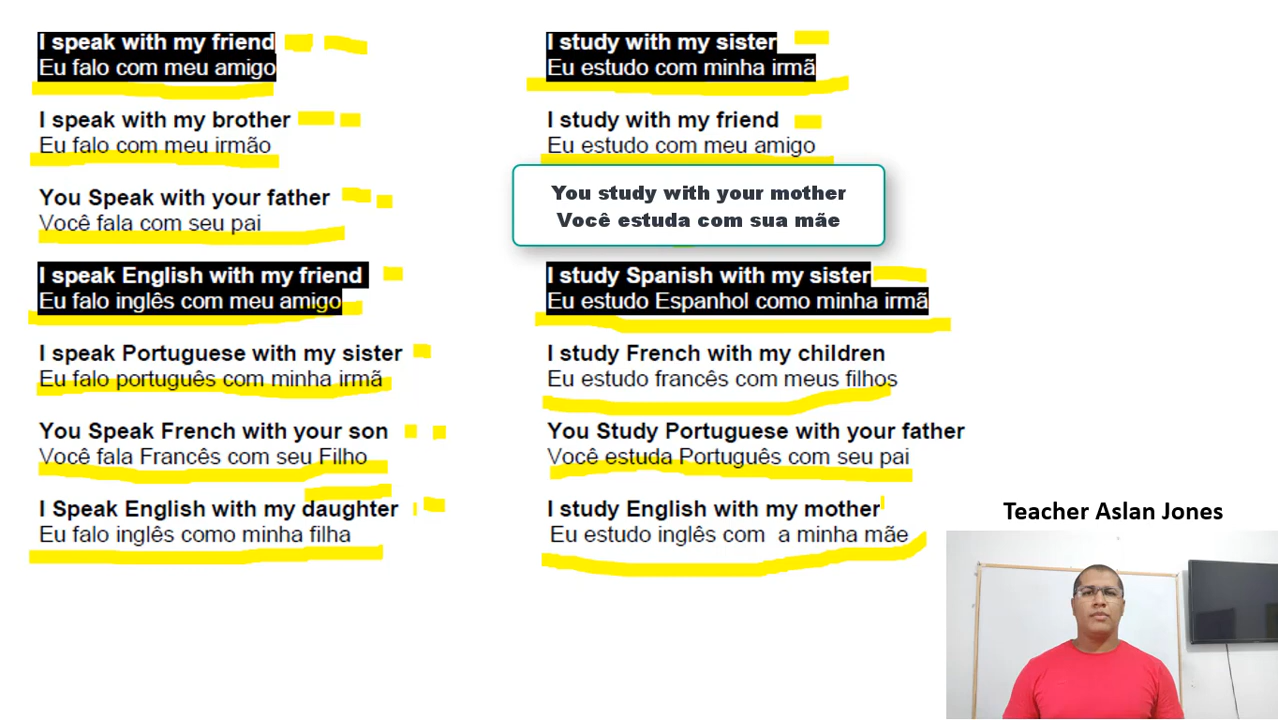 I speak with my friend
Eu falo com meu amigo
I speak with my brother
Eu falo com meu irmão
You Speak with your father
Você fala com seu pai
I speak English with my friend
Eu falo inglês com meu amigo
I speak Portuguese with my sister
Eu falo português com minha irmã
You Speak French with your son
Você fala Francês com seu Filho
I Speak English with my daughter
Eu falo inglês como minha filha
I study with my sister
Eu estudo com minha irmã
I study with my friend
Eu estudo com meu amigo
You study with your mother
Você estuda com sua mãe
I study Spanish with my sister
Eu estudo Espanhol como minha irmã
I study French with my children
Eu estudo francês com meus filhos
You Study Portuguese with your father
Você estuda Português com seu pai
I study English with my mother
Eu estudo inglês com  a minha mãe
Teacher Aslan Jones